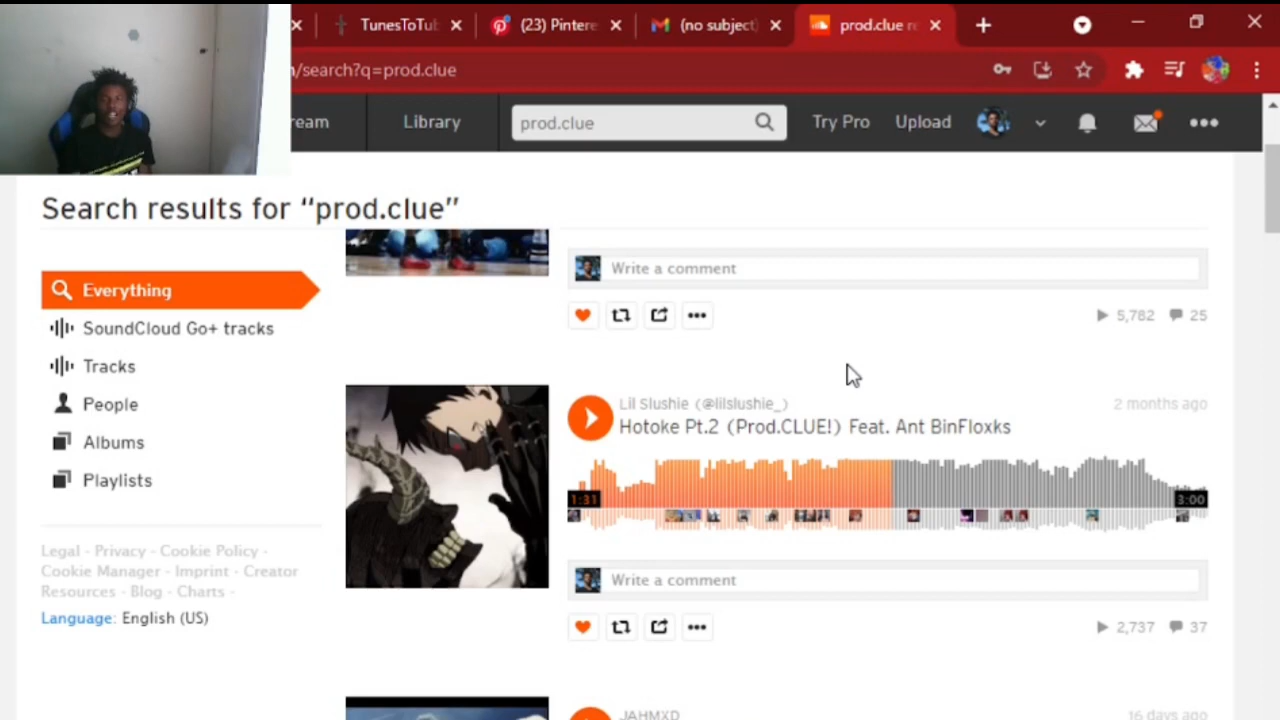 TunesToTub
(23) Pintere
(no subject)
prod.clue re
/search?q=prod.clue
ream
Library
prod.clue
Try Pro
Upload
Search results for “prod.clue”
Everything
SoundCloud Go+ tracks
Tracks
People
Albums
Playlists
Legal - Privacy - Cookie Policy -
Cookie Manager - Imprint - Creator
Resources - Blog - Charts -
Language: English (US)
Write a comment
5,782
25
Lil Slushie (@lilslushie_)
2 months ago
Hotoke Pt.2 (Prod.CLUE!) Feat. Ant BinFloxks
1:31
3:00
Write a comment
2,737
37
JAHMXD
16 days ago